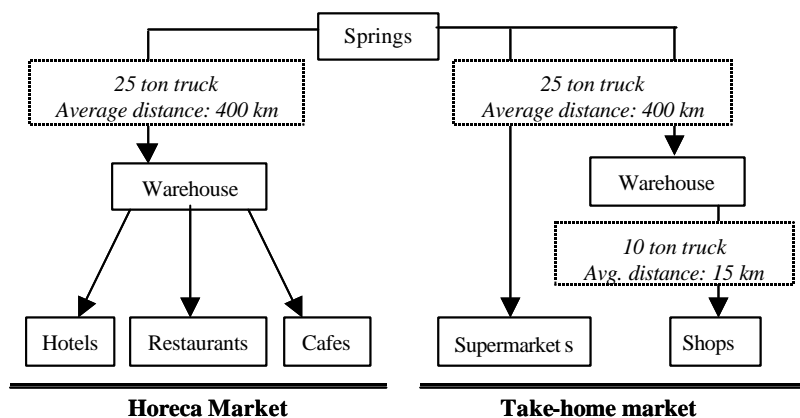 Springs
25 ton truck
Average distance: 400 km
25 ton truck
Average distance: 400 km
Warehouse
Warehouse
10 ton truck
Avg. distance: 15 km
Hotels
Restaurants
Cafes
Supermarket s
Shops
Horeca Market
Take-home market